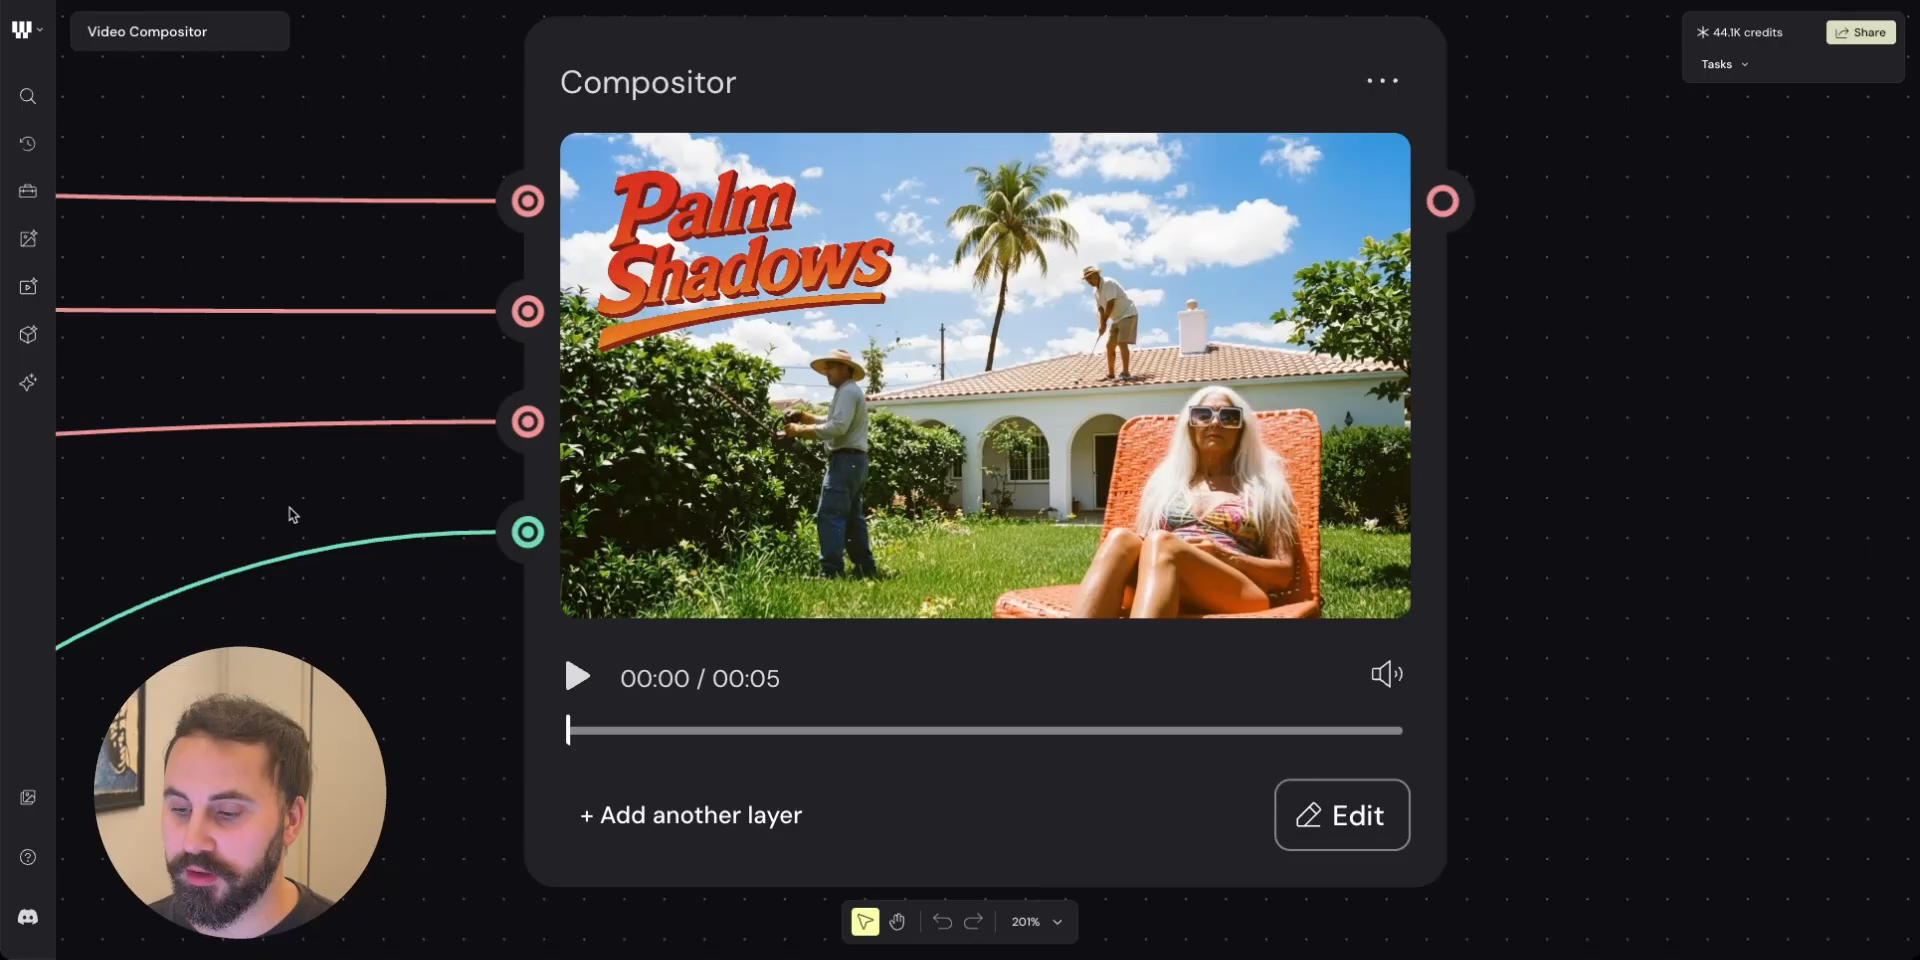 Video Compositor
44.1K credits
Share
Tasks
Compositor
Palm
Shadows
00:00 / 00:05
+ Add another layer
Edit
201%